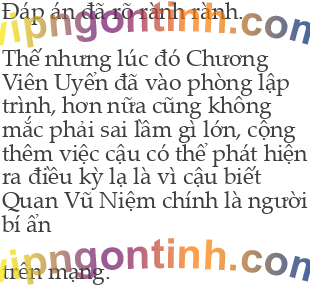 Đáp án đã rõ rành rành.
vipngontinh.com
Thế nhưng lúc đó Chương
Viên Uyển đã vào phòng lập
trình, hơn nữa cũng không
mắc phải sai lầm gì lớn, cộng
thêm việc cậu có thể phát hiện
ra điều kỳ lạ là vì cậu biết
Quan Vũ Niệm chính là người
bí ẩn
vipngontinh.com
trên mạng.